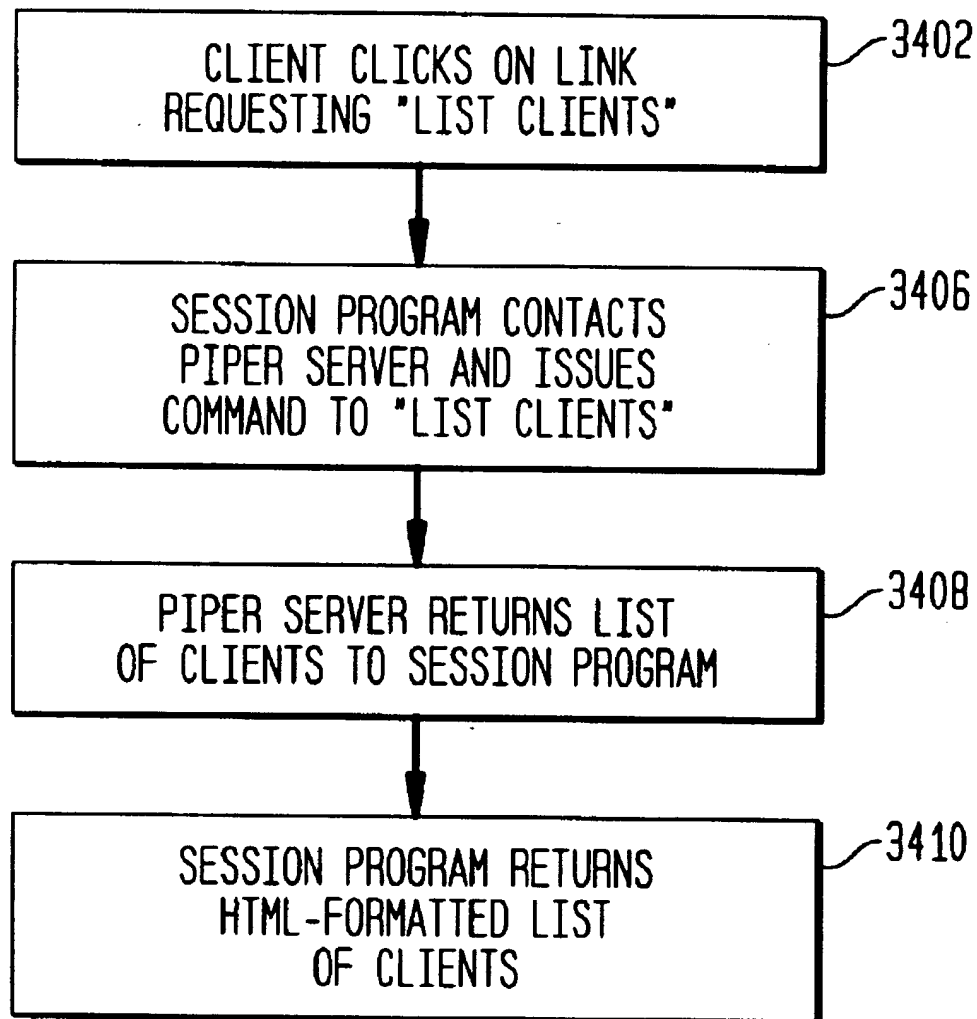 CLIENT CLICKS ON LINK
REQUESTING "LIST CLIENTS"
3402
SESSION PROGRAM CONTACTS
PIPER SERVER AND ISSUES
COMMAND TO "LIST CLIENTS"
3406
PIPER SERVER RETURNS LIST
OF CLIENTS TO SESSION PROGRAM
3408
SESSION PROGRAM RETURNS
HTML-FORMATTED LIST
OF CLIENTS
3410